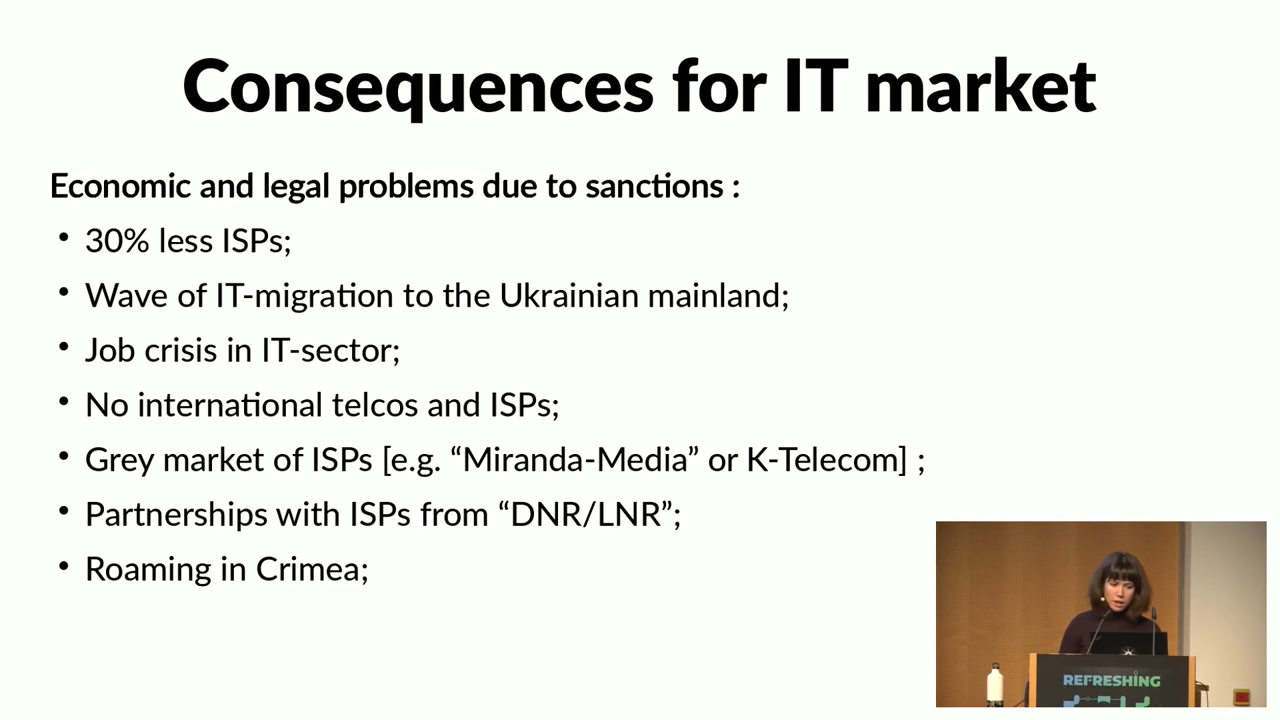 Consequences for IT market
Economic and legal problems due to sanctions :
• 30% less ISPs;
• Wave of IT-migration to the Ukrainian mainland;
• Job crisis in IT-sector;
• No international telcos and ISPs;
• Grey market of ISPs [e.g. “Miranda-Media” or K-Telecom] ;
• Partnerships with ISPs from “DNR/LNR”;
• Roaming in Crimea;
REFRESHING